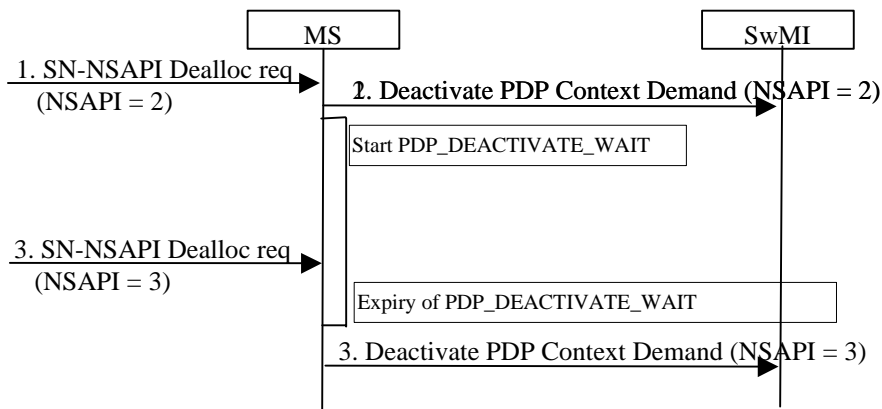 MS
SwMI
1. SN-NSAPI Dealloc req
(NSAPI = 2)
2. Deactivate PDP Context Demand (NSAPI = 2)
Start PDP_DEACTIVATE_WAIT
3. SN-NSAPI Dealloc req
(NSAPI = 3)
Expiry of PDP_DEACTIVATE_WAIT
3. Deactivate PDP Context Demand (NSAPI = 3)